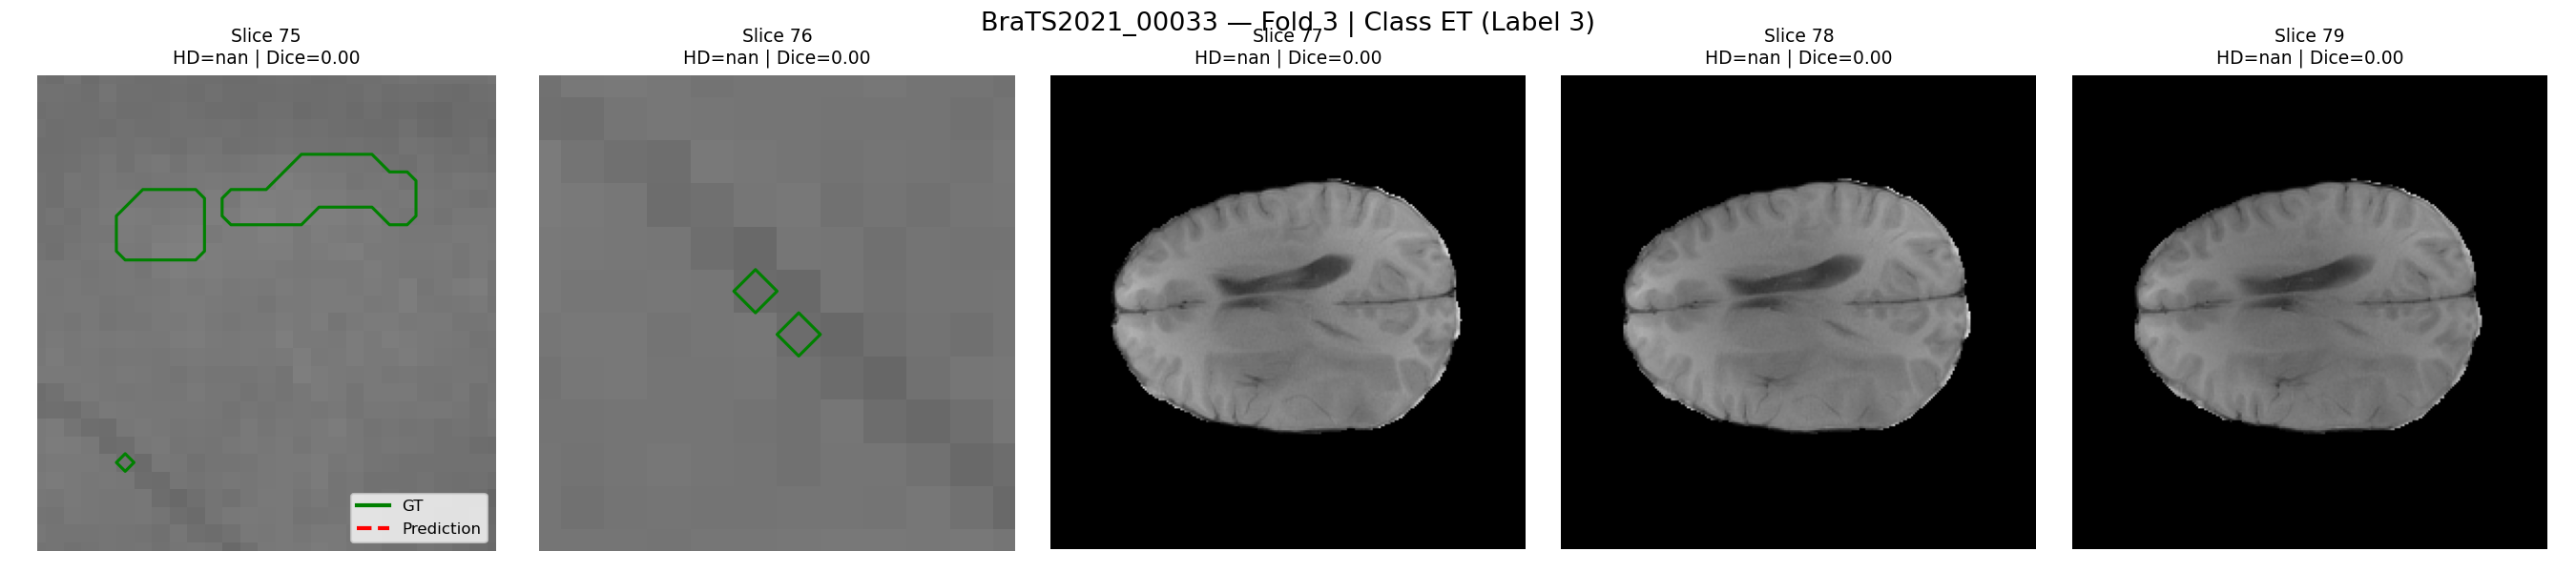 BraTS2021_00033 — Fold 3 | Class ET (Label 3)
Slice 75
HD=nan | Dice=0.00
Slice 76
HD=nan | Dice=0.00
Slice 77
HD=nan | Dice=0.00
Slice 78
HD=nan | Dice=0.00
Slice 79
HD=nan | Dice=0.00
GT
Prediction